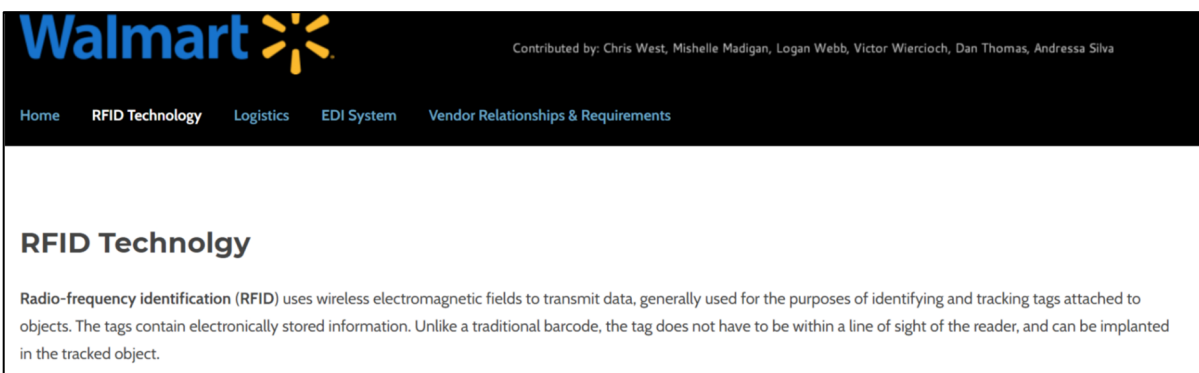 Walmart
Contributed by: Chris West, Mishelle Madigan, Logan Webb, Victor Wiercioch, Dan Thomas, Andressa Silva
Home RFID Technology Logistics EDI System Vendor Relationships & Requirements
RFID Technolgy
Radio-frequency identification (RFID) uses wireless electromagnetic fields to transmit data, generally used for the purposes of identifying and tracking tags attached to
objects. The tags contain electronically stored information. Unlike a traditional barcode, the tag does not have to be within a line of sight of the reader, and can be implanted
in the tracked object.